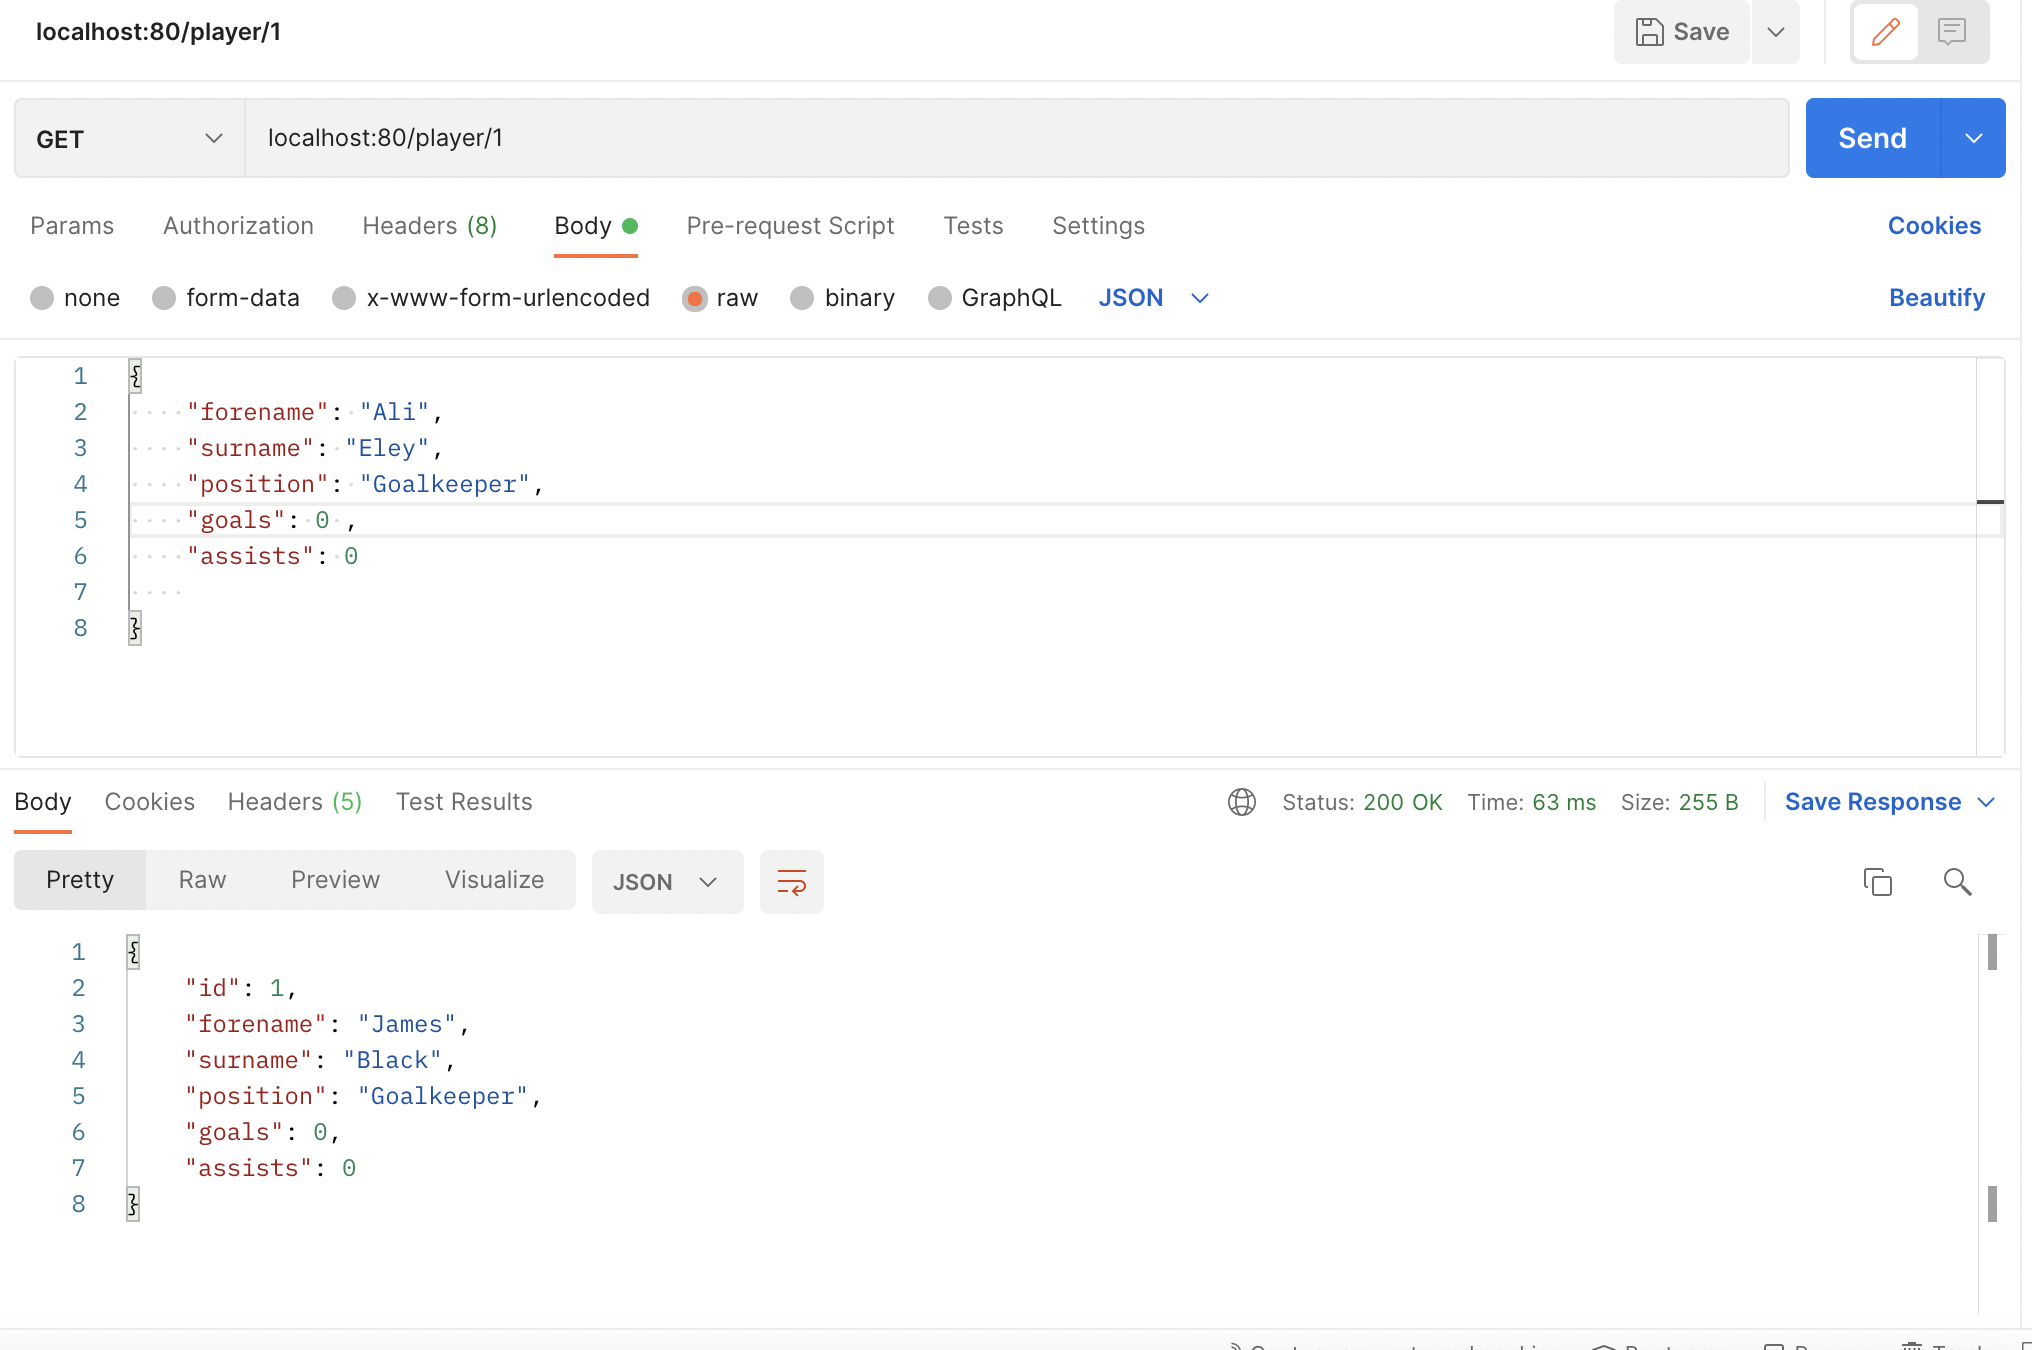 localhost:80/player/1
Save
GET
localhost:80/player/1
Send
Params Authorization Headers (8) Body Pre-request Script Tests Settings Cookies
none form-data x-www-form-urlencoded raw binary GraphQL JSON Beautify
1 {
2 "forename": "Ali",
3 "surname": "Eley",
4 "position": "Goalkeeper",
5 "goals": 0 ,
6 "assists": 0
7
8 }
Body Cookies Headers (5) Test Results Status: 200 OK Time: 63 ms Size: 255 B Save Response
Pretty Raw Preview Visualize JSON
1 {
2 "id": 1,
3 "forename": "James",
4 "surname": "Black",
5 "position": "Goalkeeper",
6 "goals": 0,
7 "assists": 0
8 }